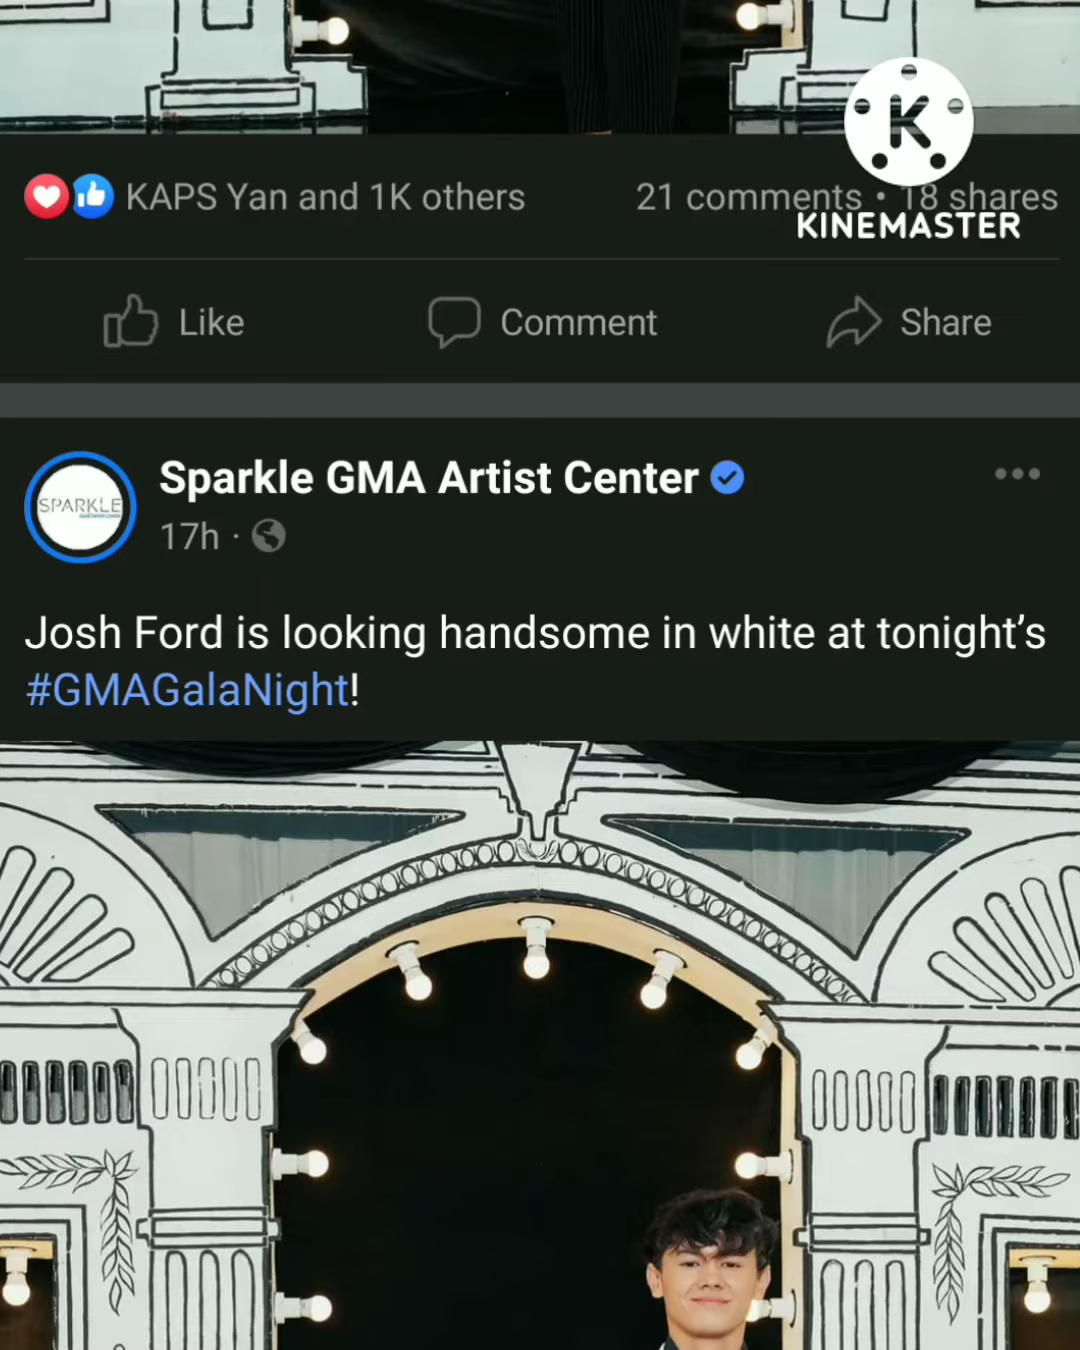 K
KAPS Yan and 1K others
21 comments • 18 shares
KINEMASTER
Like
Comment
Share
SPARKLE
Sparkle GMA Artist Center
17h ·
Josh Ford is looking handsome in white at tonight’s
#GMAGalaNight!